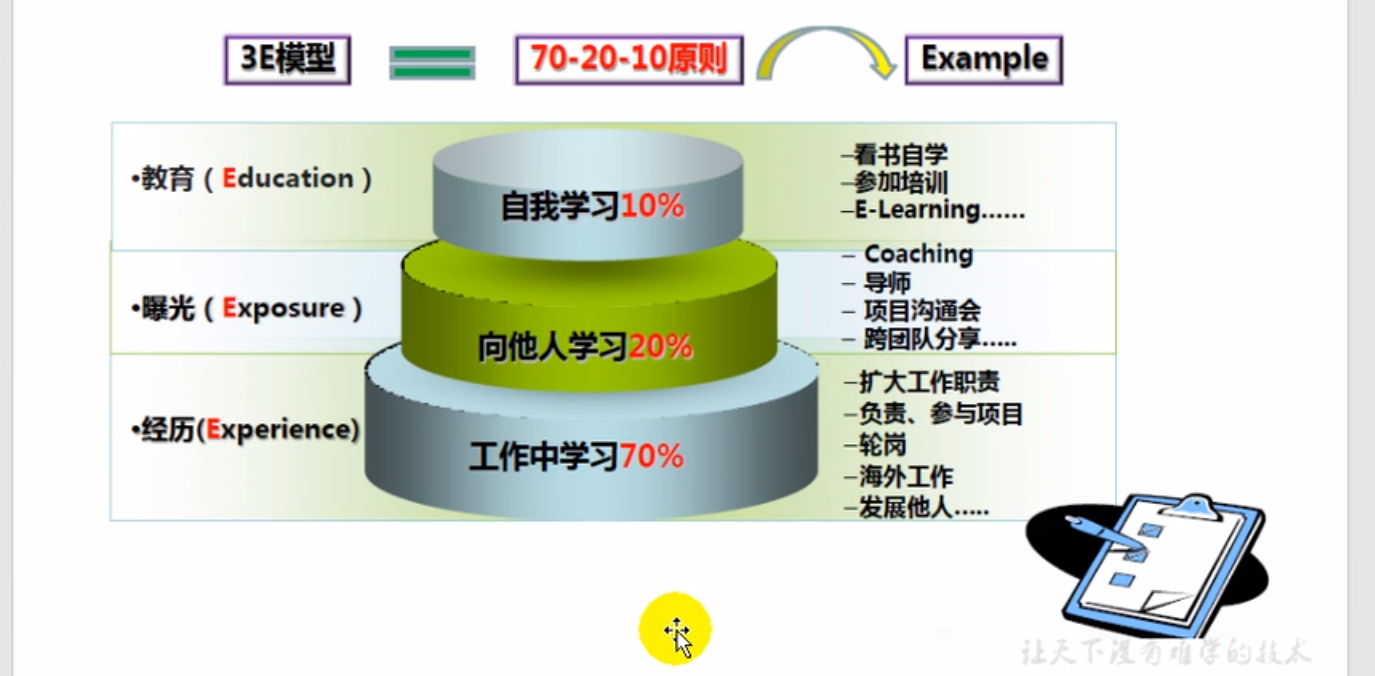 3E模型
70-20-10原则
Example
•教育（Education）
自我学习10%
–看书自学
–参加培训
–E-Learning……
•曝光（Exposure）
向他人学习20%
– Coaching
– 导师
– 项目沟通会
– 跨团队分享…..
•经历(Experience)
工作中学习70%
–扩大工作职责
–负责、参与项目
–轮岗
–海外工作
–发展他人…..
让天下没有难学的技术